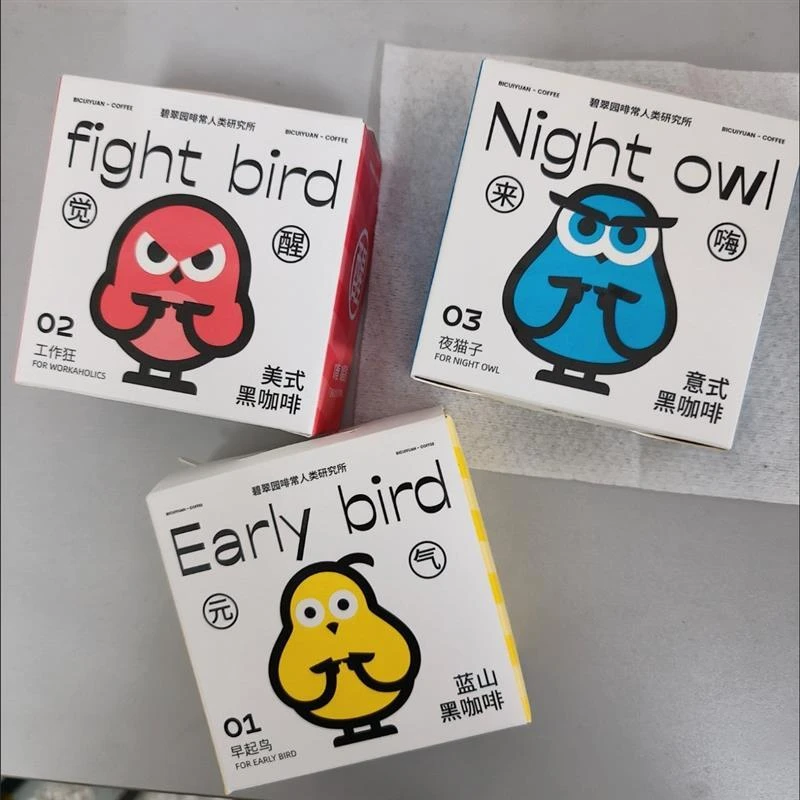 BICUIYUAN - COFFEE
碧翠园啡常人类研究所
BICUIYUAN - COFFEE
fight bird
觉
醒
02
工作狂
FOR WORKAHOLICS
美式
黑咖啡
BICUIYUAN - COFFEE
碧翠园啡常人类研究所
BICUIYUAN - COFFEE
Night owl
来
嗨
03
夜猫子
FOR NIGHT OWL
意式
黑咖啡
BICUIYUAN - COFFEE
碧翠园啡常人类研究所
BICUIYUAN - COFFEE
Early bird
元
气
01
早起鸟
FOR EARLY BIRD
蓝山
黑咖啡